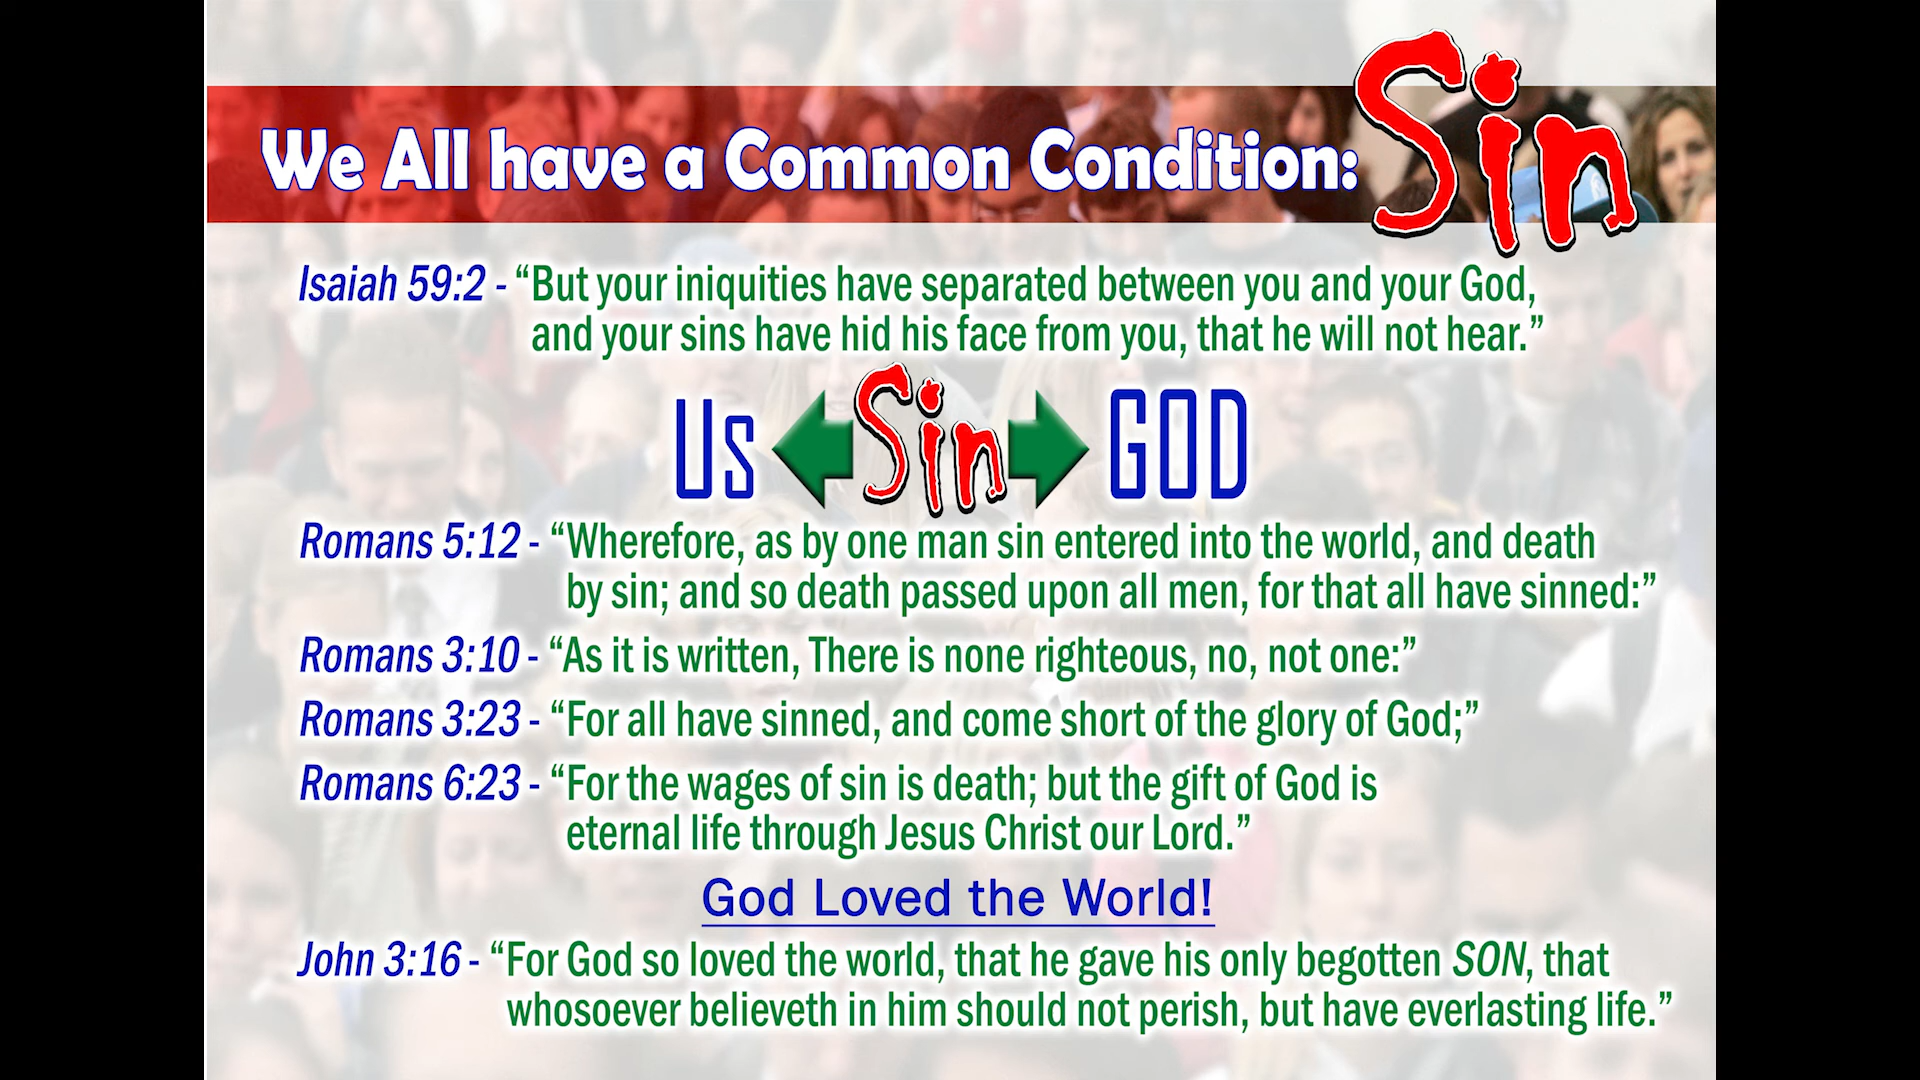 We All have a Common Condition: Sin
Isaiah 59:2 - “But your iniquities have separated between you and your God,
and your sins have hid his face from you, that he will not hear.”
Us Sin GOD
Romans 5:12 - “Wherefore, as by one man sin entered into the world, and death
by sin; and so death passed upon all men, for that all have sinned:”
Romans 3:10 - “As it is written, There is none righteous, no, not one:”
Romans 3:23 - “For all have sinned, and come short of the glory of God;”
Romans 6:23 - “For the wages of sin is death; but the gift of God is
eternal life through Jesus Christ our Lord.”
God Loved the World!
John 3:16 - “For God so loved the world, that he gave his only begotten SON, that
whosoever believeth in him should not perish, but have everlasting life.”